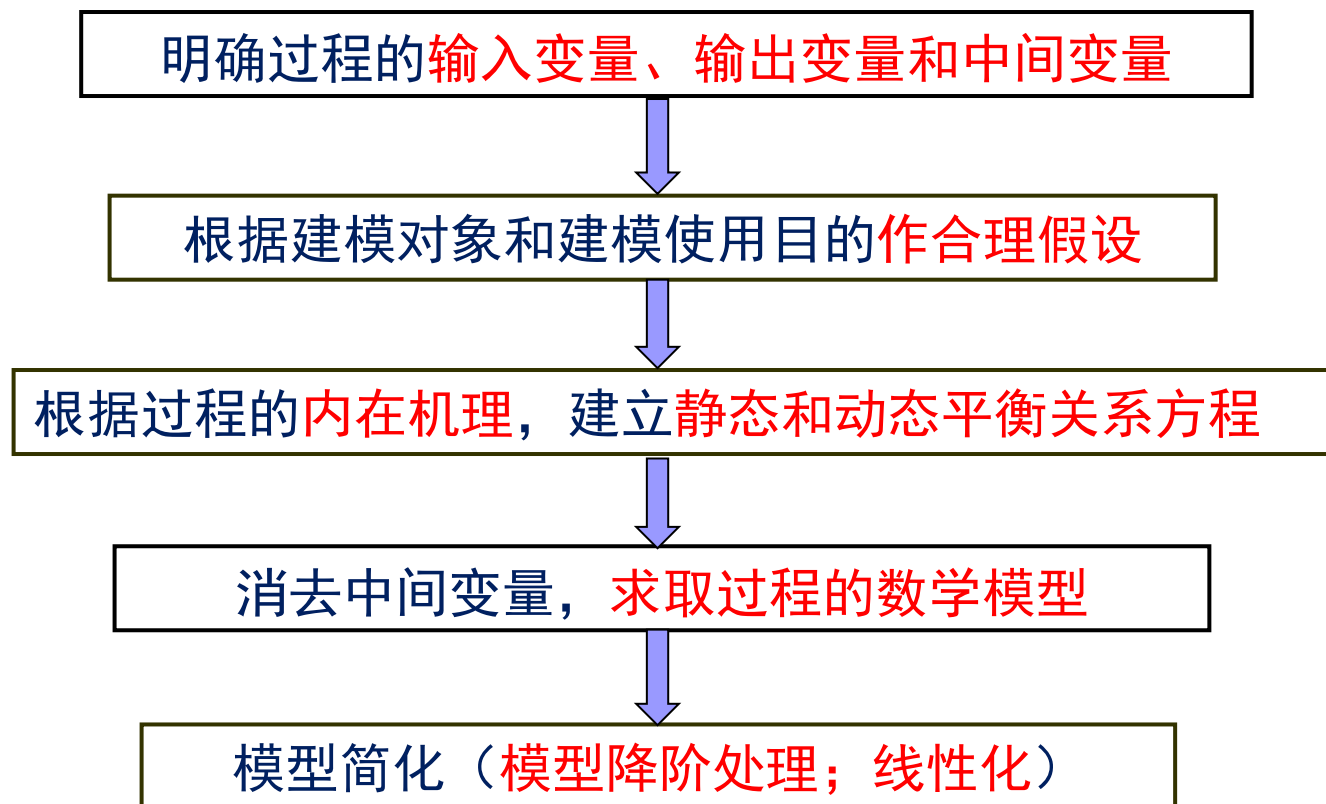 明确过程的输入变量、输出变量和中间变量
根据建模对象和建模使用目的作合理假设
根据过程的内在机理，建立静态和动态平衡关系方程
消去中间变量，求取过程的数学模型
模型简化（模型降阶处理；线性化）